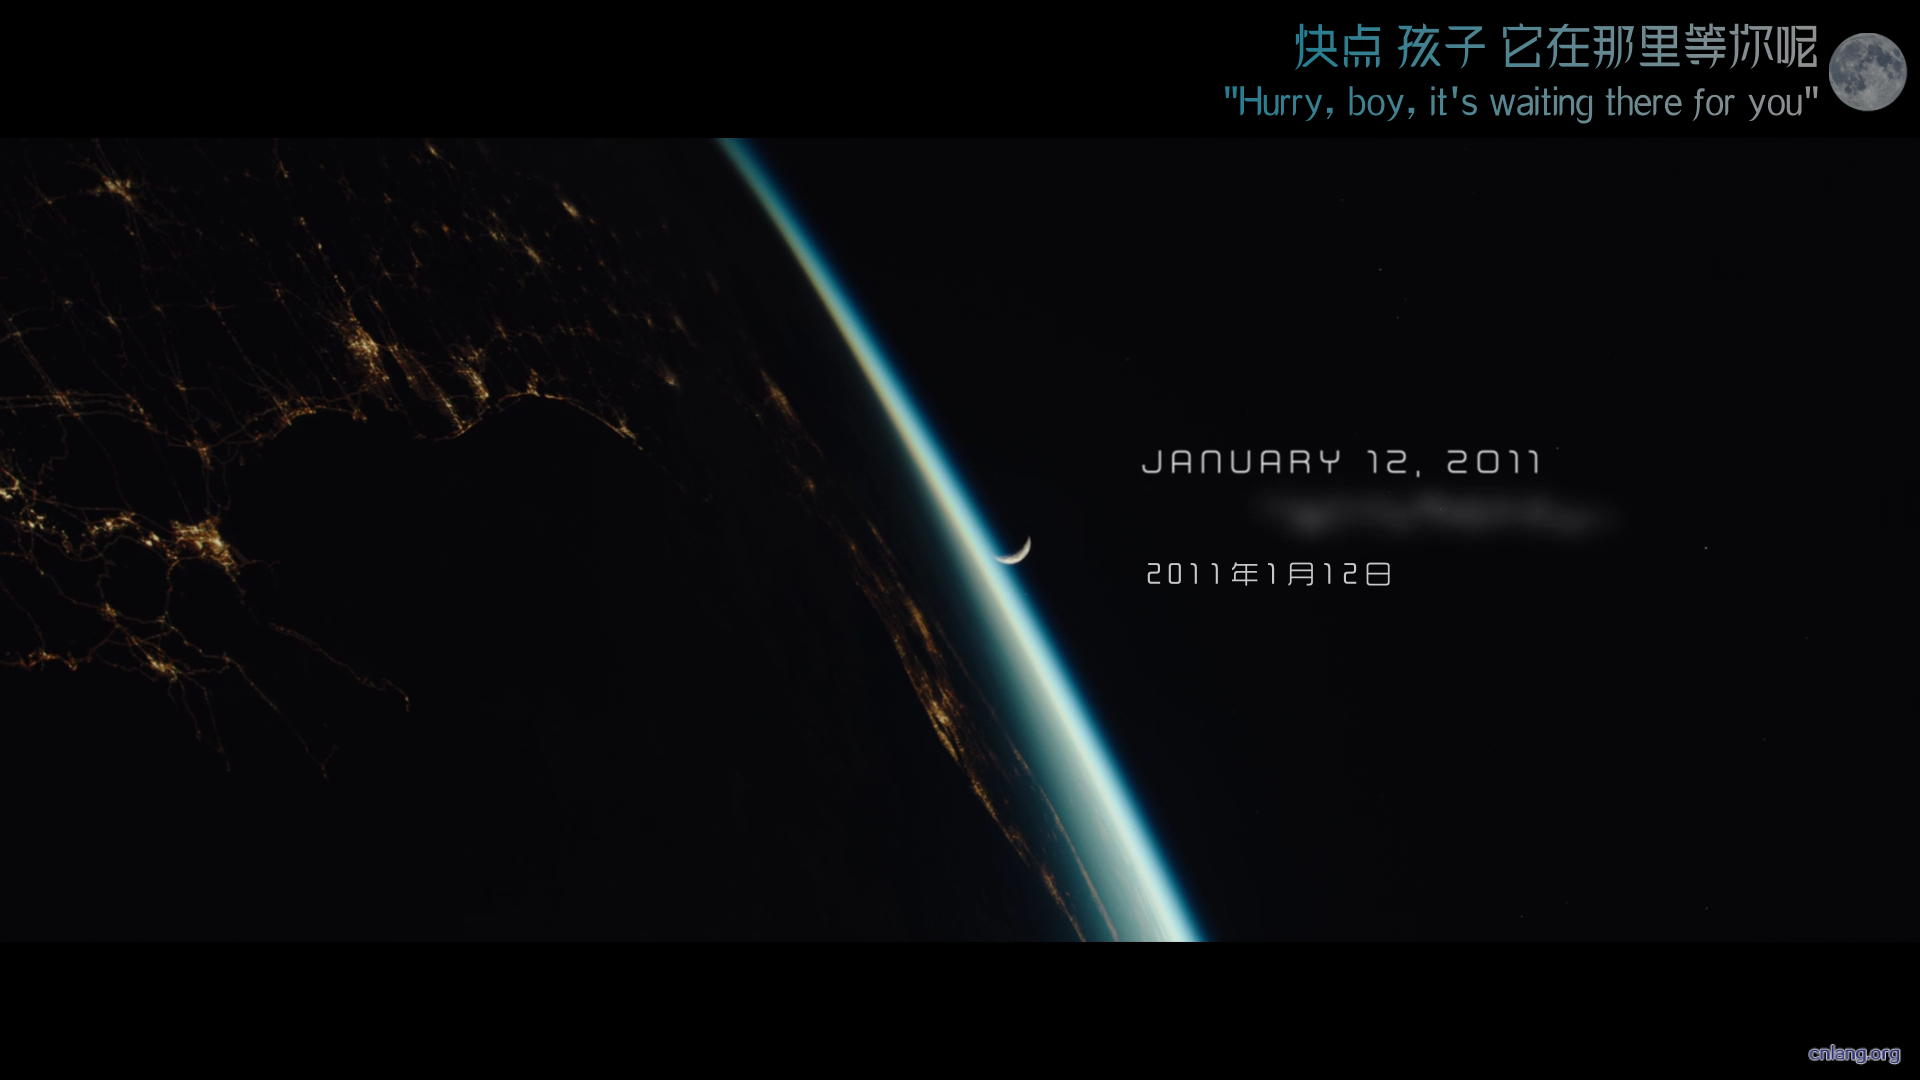 快点 孩子 它在那里等你呢
"Hurry, boy, it's waiting there for you"
JANUARY 12, 2011
2011年1月12日
cnlang.org